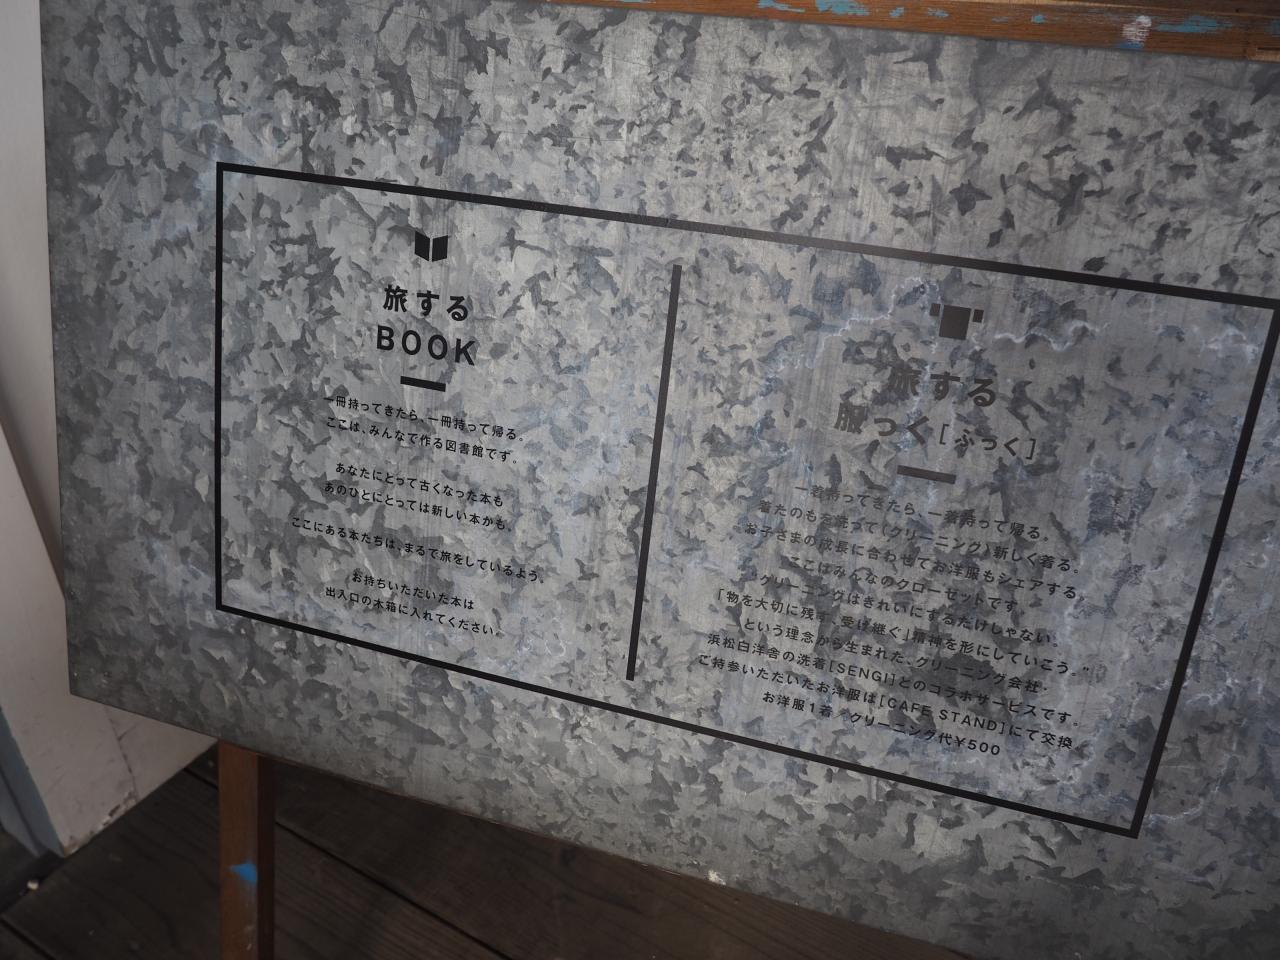 旅する
BOOK
一冊持ってきたら、一冊持って帰る。
ここは、みんなで作る図書館です。
あなたにとって古くなった本も
あのひとにとっては新しい本かも。
ここにある本たちは、まるで旅をしているよう。
お持ちいただいた本は
出入口の木箱に入れてください。
旅する
服っく[ふっく]
一着持ってきたら、一着持って帰る。
着たのもを洗って(クリーニング)新しく着る。
お子さまの成長に合わせてお洋服もシェアする。
ここはみんなのクローゼットです。
"クリーニングはきれいにするだけしゃない。
「物を大切に残す、受け継ぐ」精神を形にしていこう。"
という理念から生まれた、クリーニング会社・
浜松白洋舎の洗着[SENGI]とのコラボサービスです。
ご持参いただいたお洋服は[CAFE STAND]にて交換。
お洋服1着/クリーニング代¥500